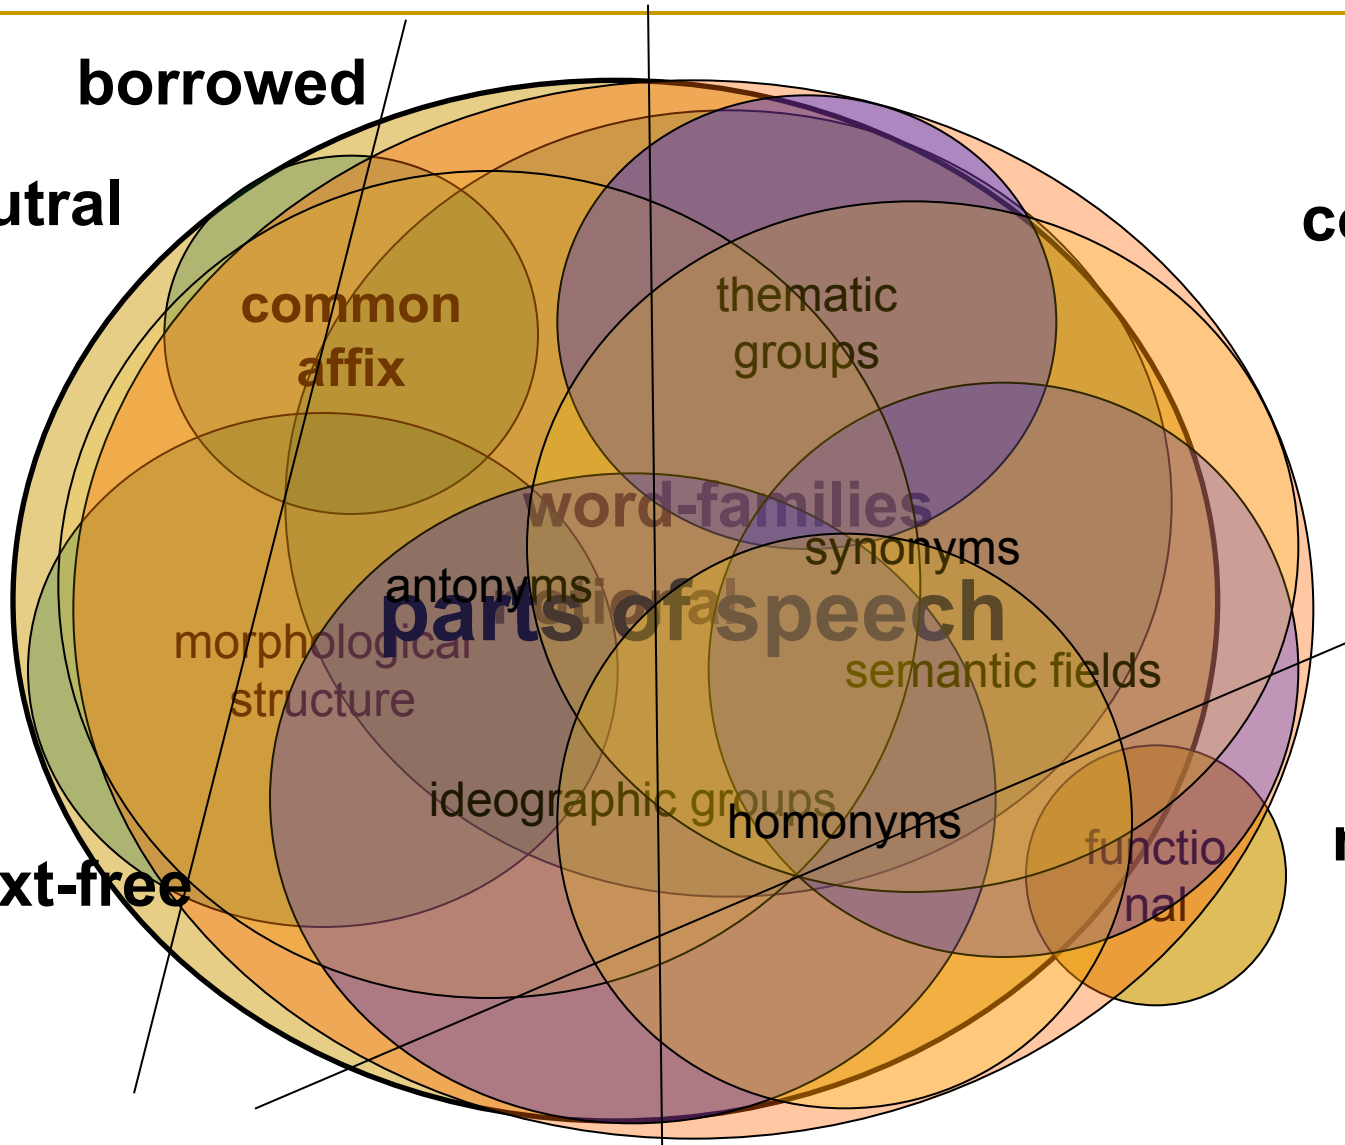 borrowed
utral
common
affix
thematic
groups
word-families
synonyms
antonyms
parts of speech
morphological
structure
semantic fields
ideographic groups
homonyms
functio
nal
xt-free